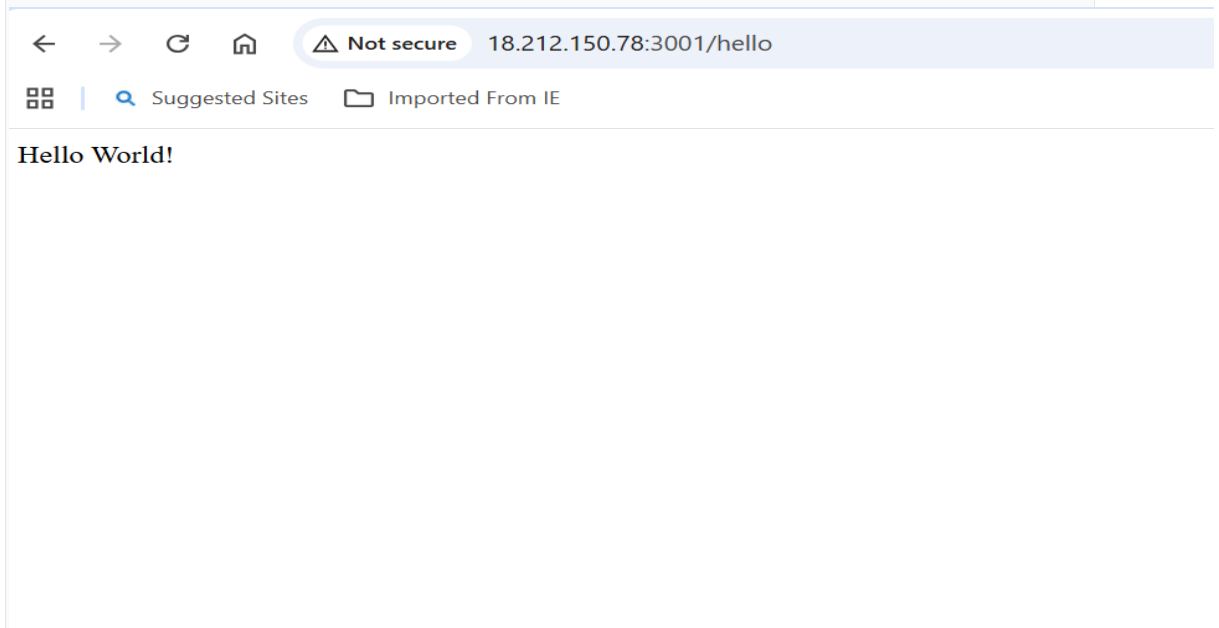 Not secure 18.212.150.78:3001/hello
Suggested Sites Imported From IE
Hello World!